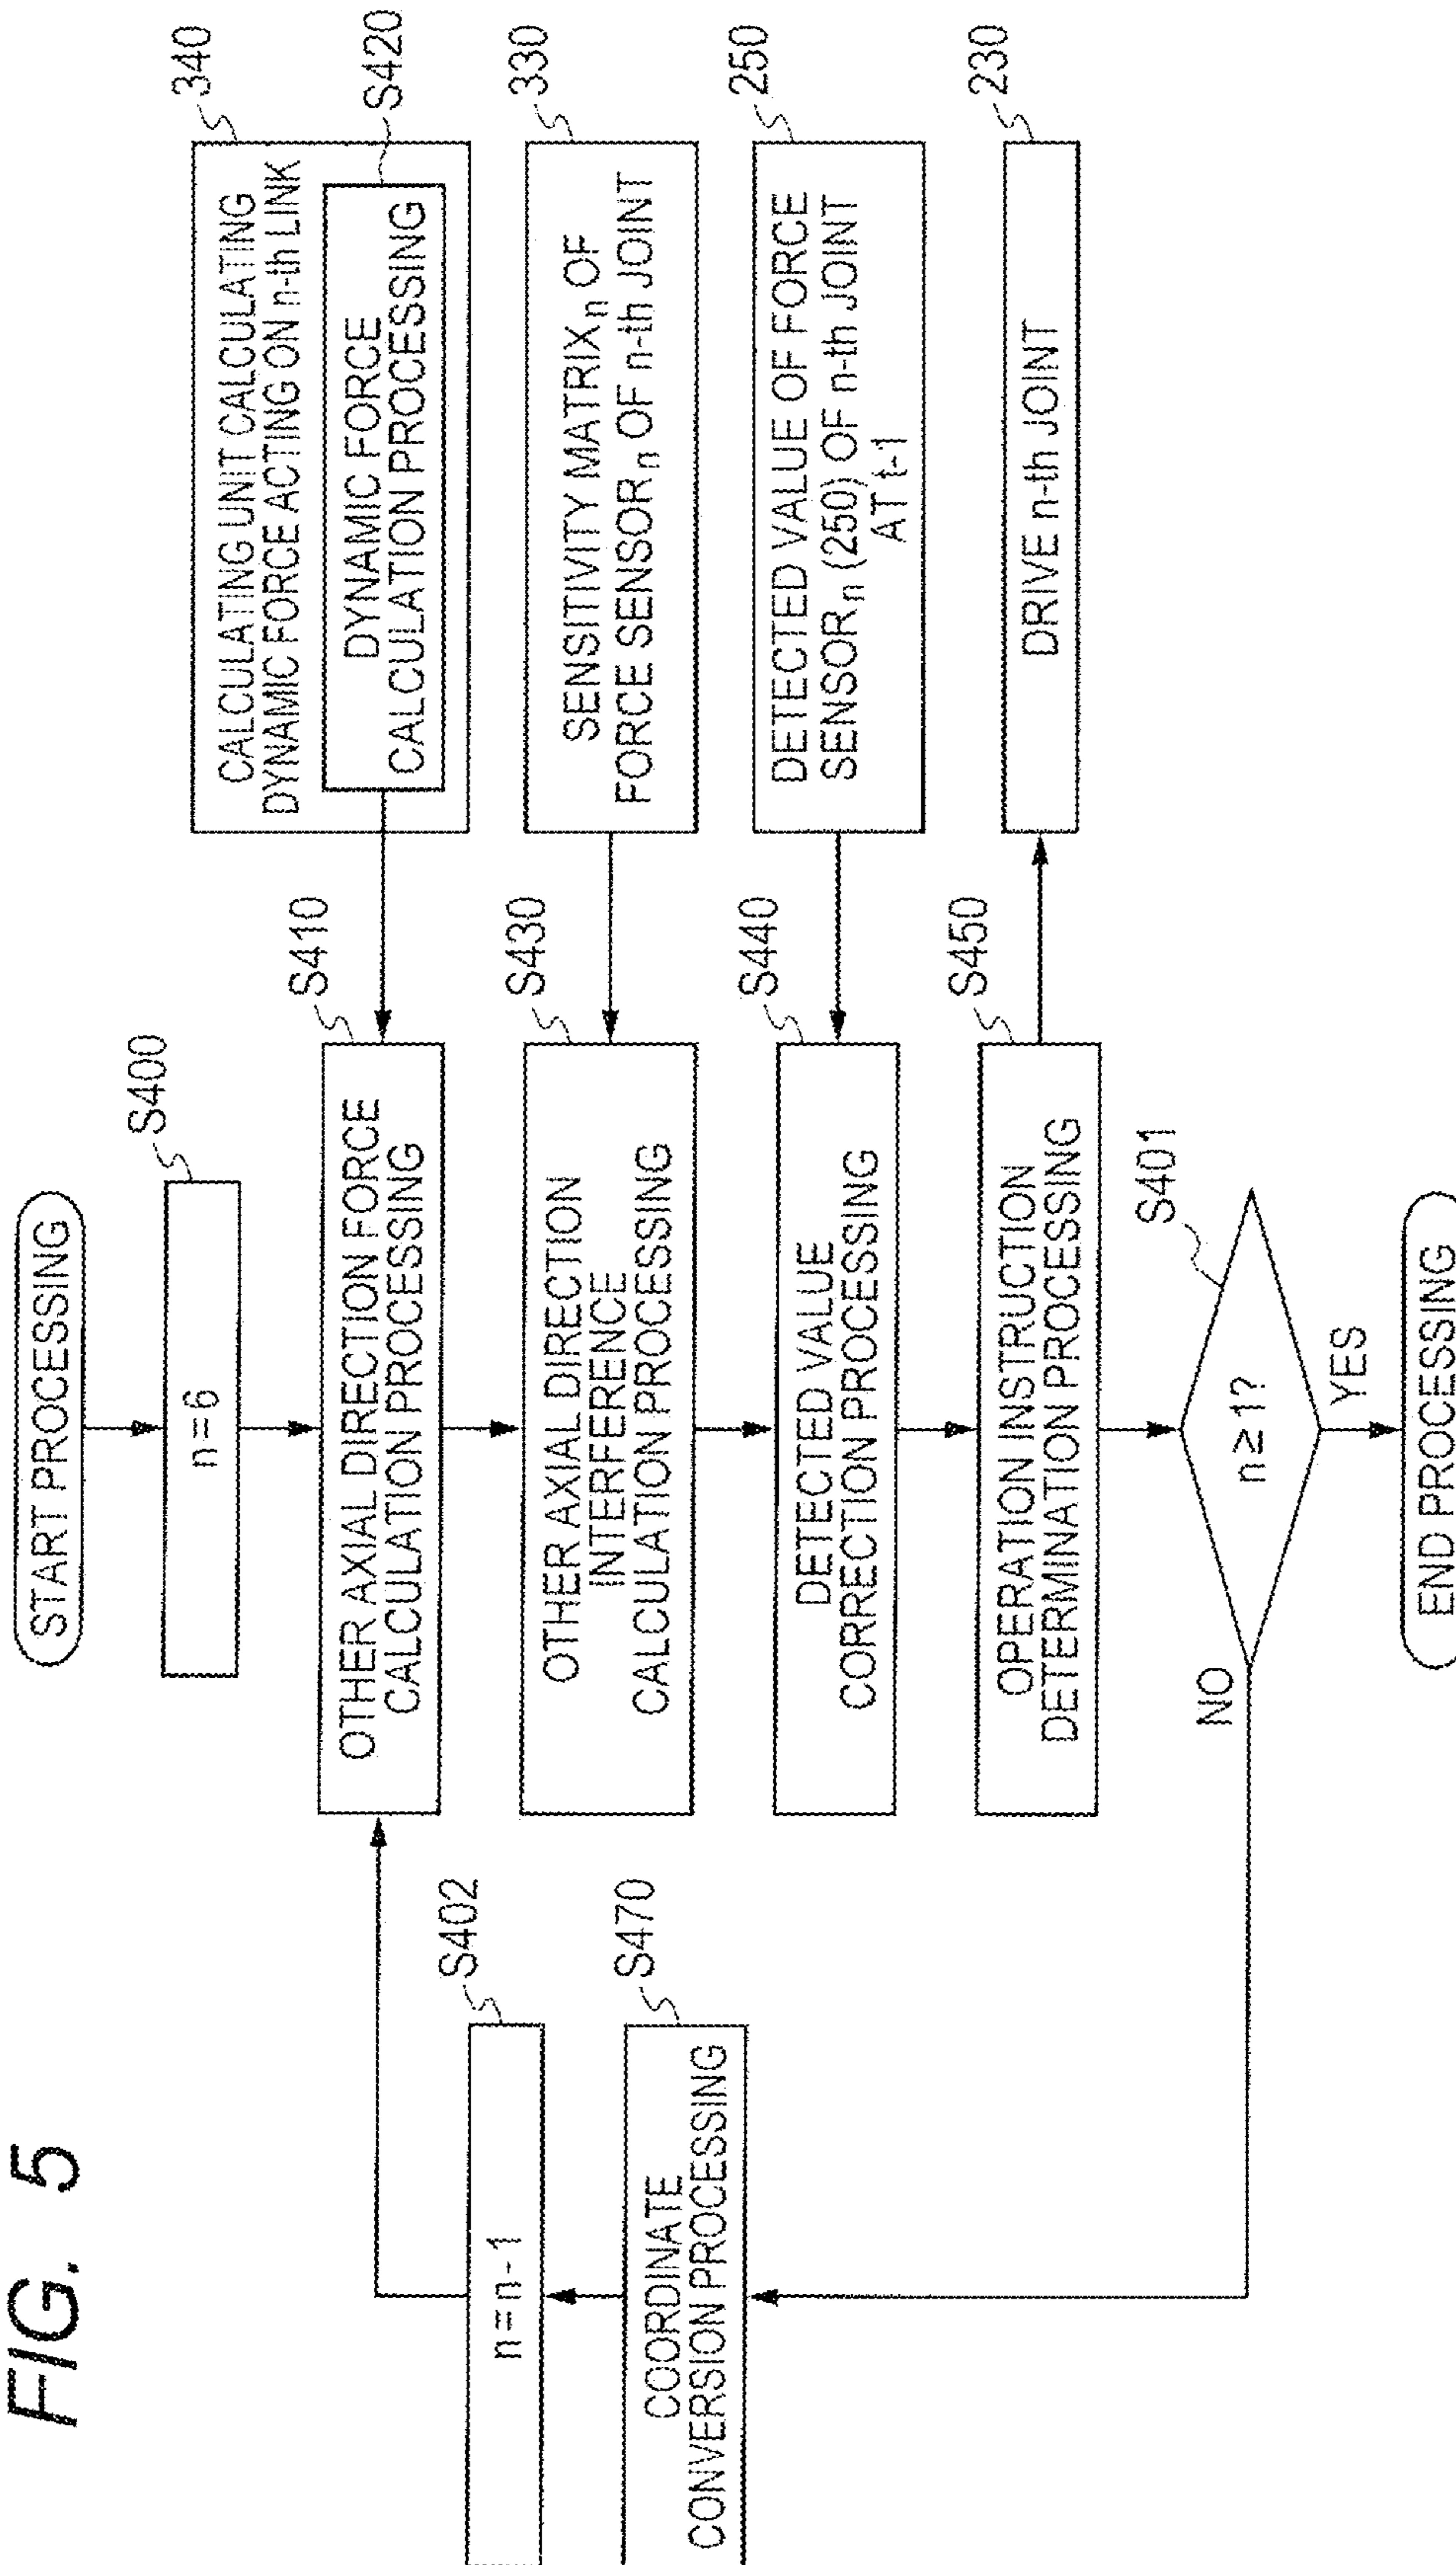 FIG. 5
START PROCESSING
S400
n=6
S410
OTHER AXIAL DIRECTION FORCE
CALCULATION PROCESSING
340
CALCULATING UNIT CALCULATING
DYNAMIC FORCE ACTING ON n-th LINK
S420
DYNAMIC FORCE
CALCULATION PROCESSING
S430
OTHER AXIAL DIRECTION
INTERFERENCE
CALCULATION PROCESSING
330
SENSITIVITY MATRIXn OF
FORCE SENSORn OF n-th JOINT
S440
DETECTED VALUE
CORRECTION PROCESSING
250
DETECTED VALUE OF FORCE
SENSORn (250) OF n-th JOINT
AT t-1
S450
OPERATION INSTRUCTION
DETERMINATION PROCESSING
230
DRIVE n-th JOINT
S401
n≥1?
NO
YES
S402
n=n-1
S470
COORDINATE
CONVERSION PROCESSING
END PROCESSING